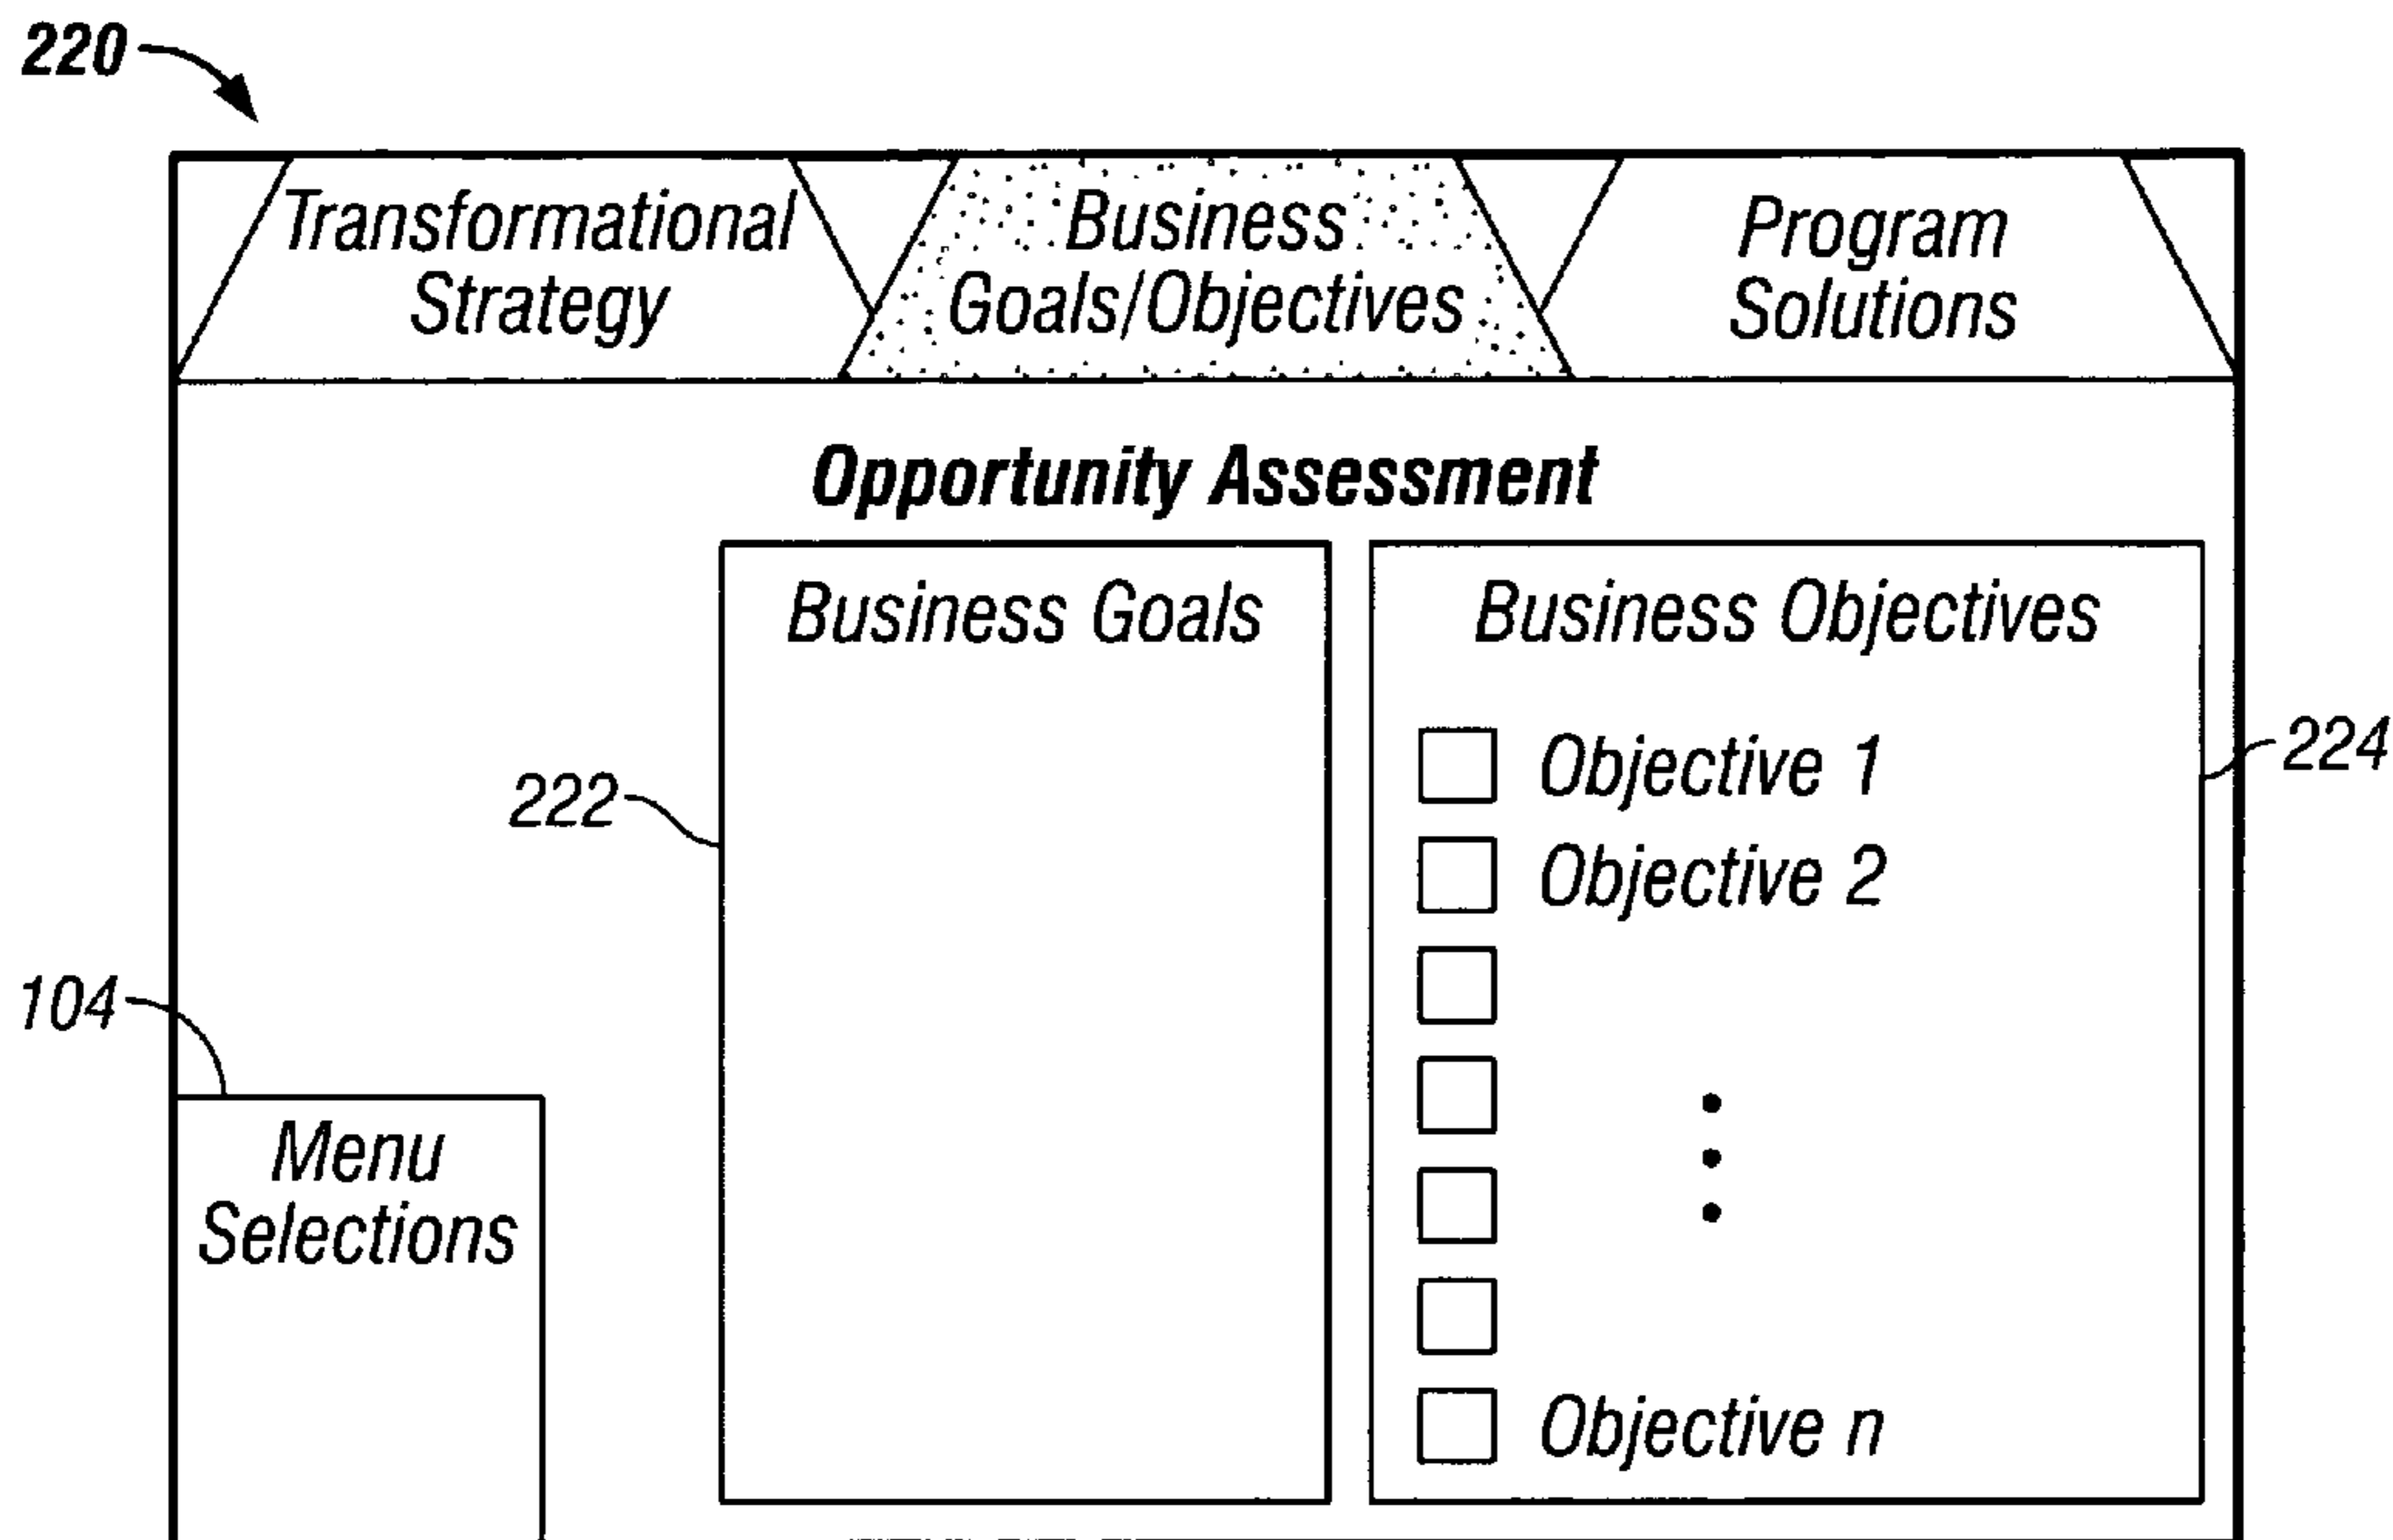 220
Transformational
Strategy
Business
Goals/Objectives
Program
Solutions
Opportunity Assessment
Business Goals
Business Objectives
Objective 1
224
222
Objective 2
104
Menu
Selections
Objective n